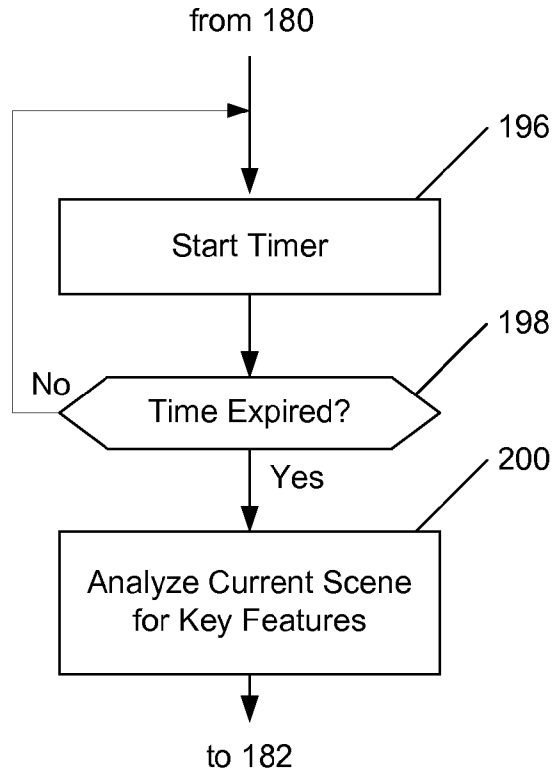 from 180
196
Start Timer
198
No
Time Expired?
Yes
200
Analyze Current Scene
for Key Features
to 182